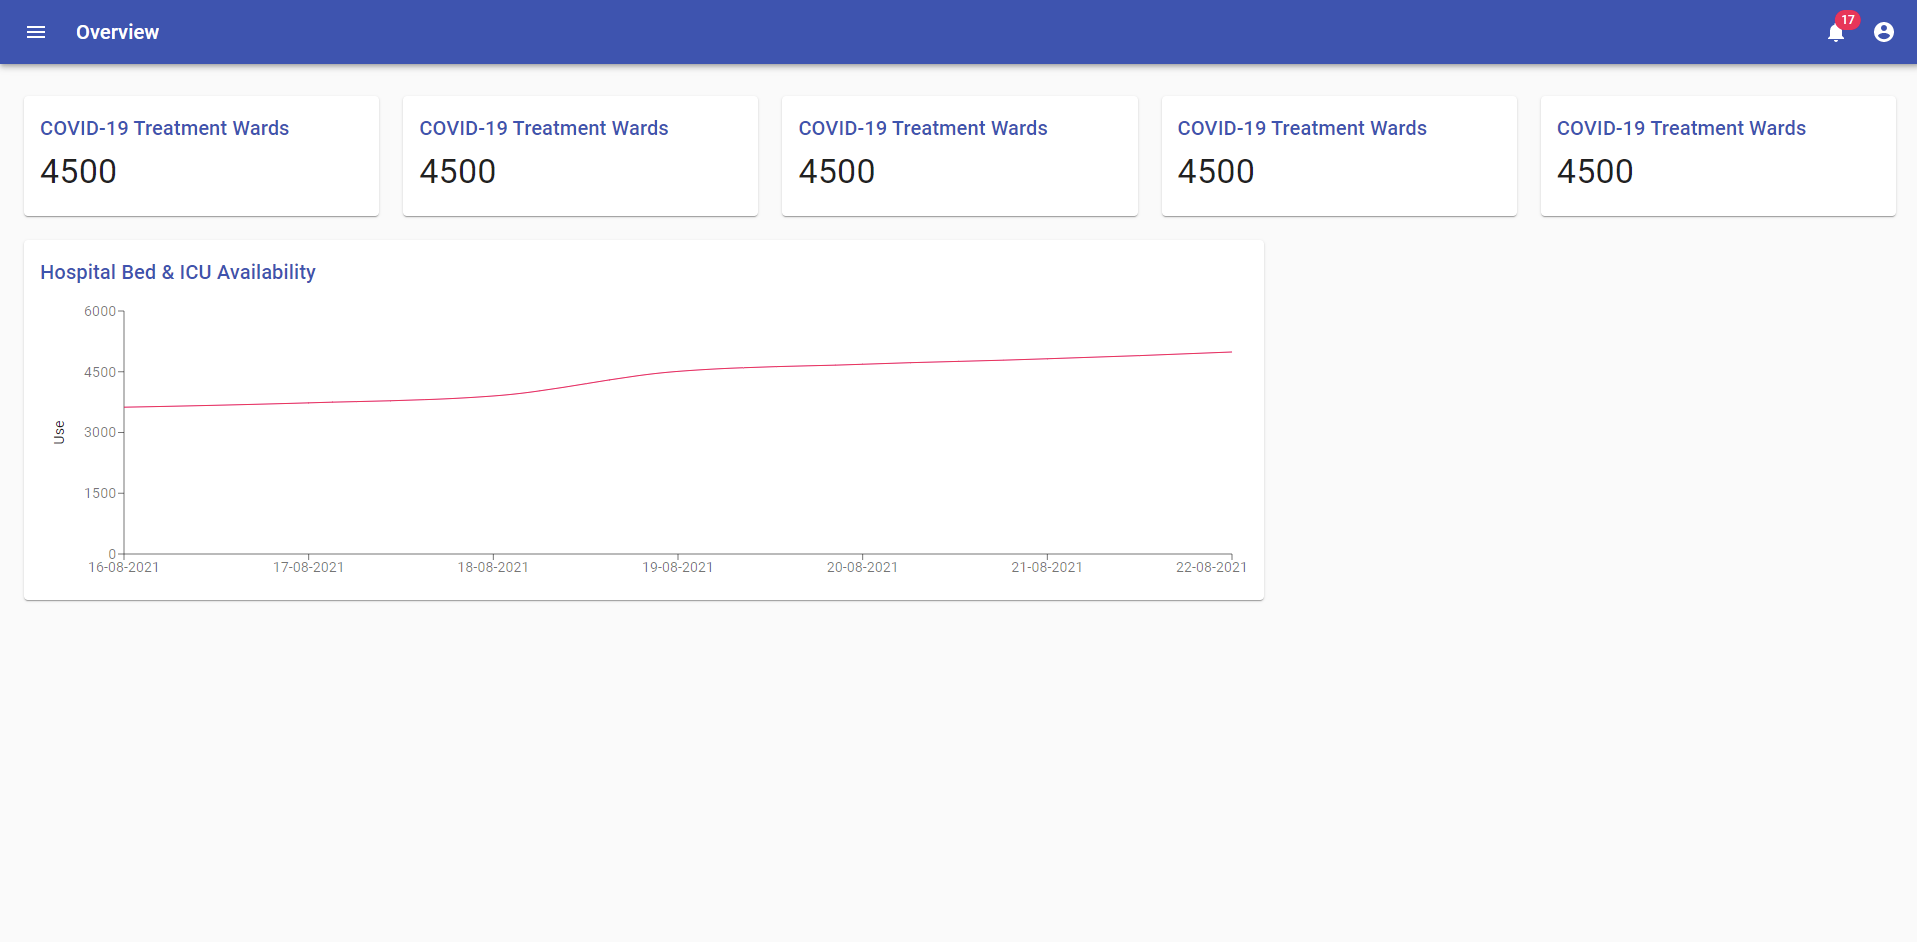 Overview
17
COVID-19 Treatment Wards
4500
COVID-19 Treatment Wards
4500
COVID-19 Treatment Wards
4500
COVID-19 Treatment Wards
4500
COVID-19 Treatment Wards
4500
Hospital Bed & ICU Availability
6000
4500
3000
1500
0
Use
16-08-2021 17-08-2021 18-08-2021 19-08-2021 20-08-2021 21-08-2021 22-08-2021